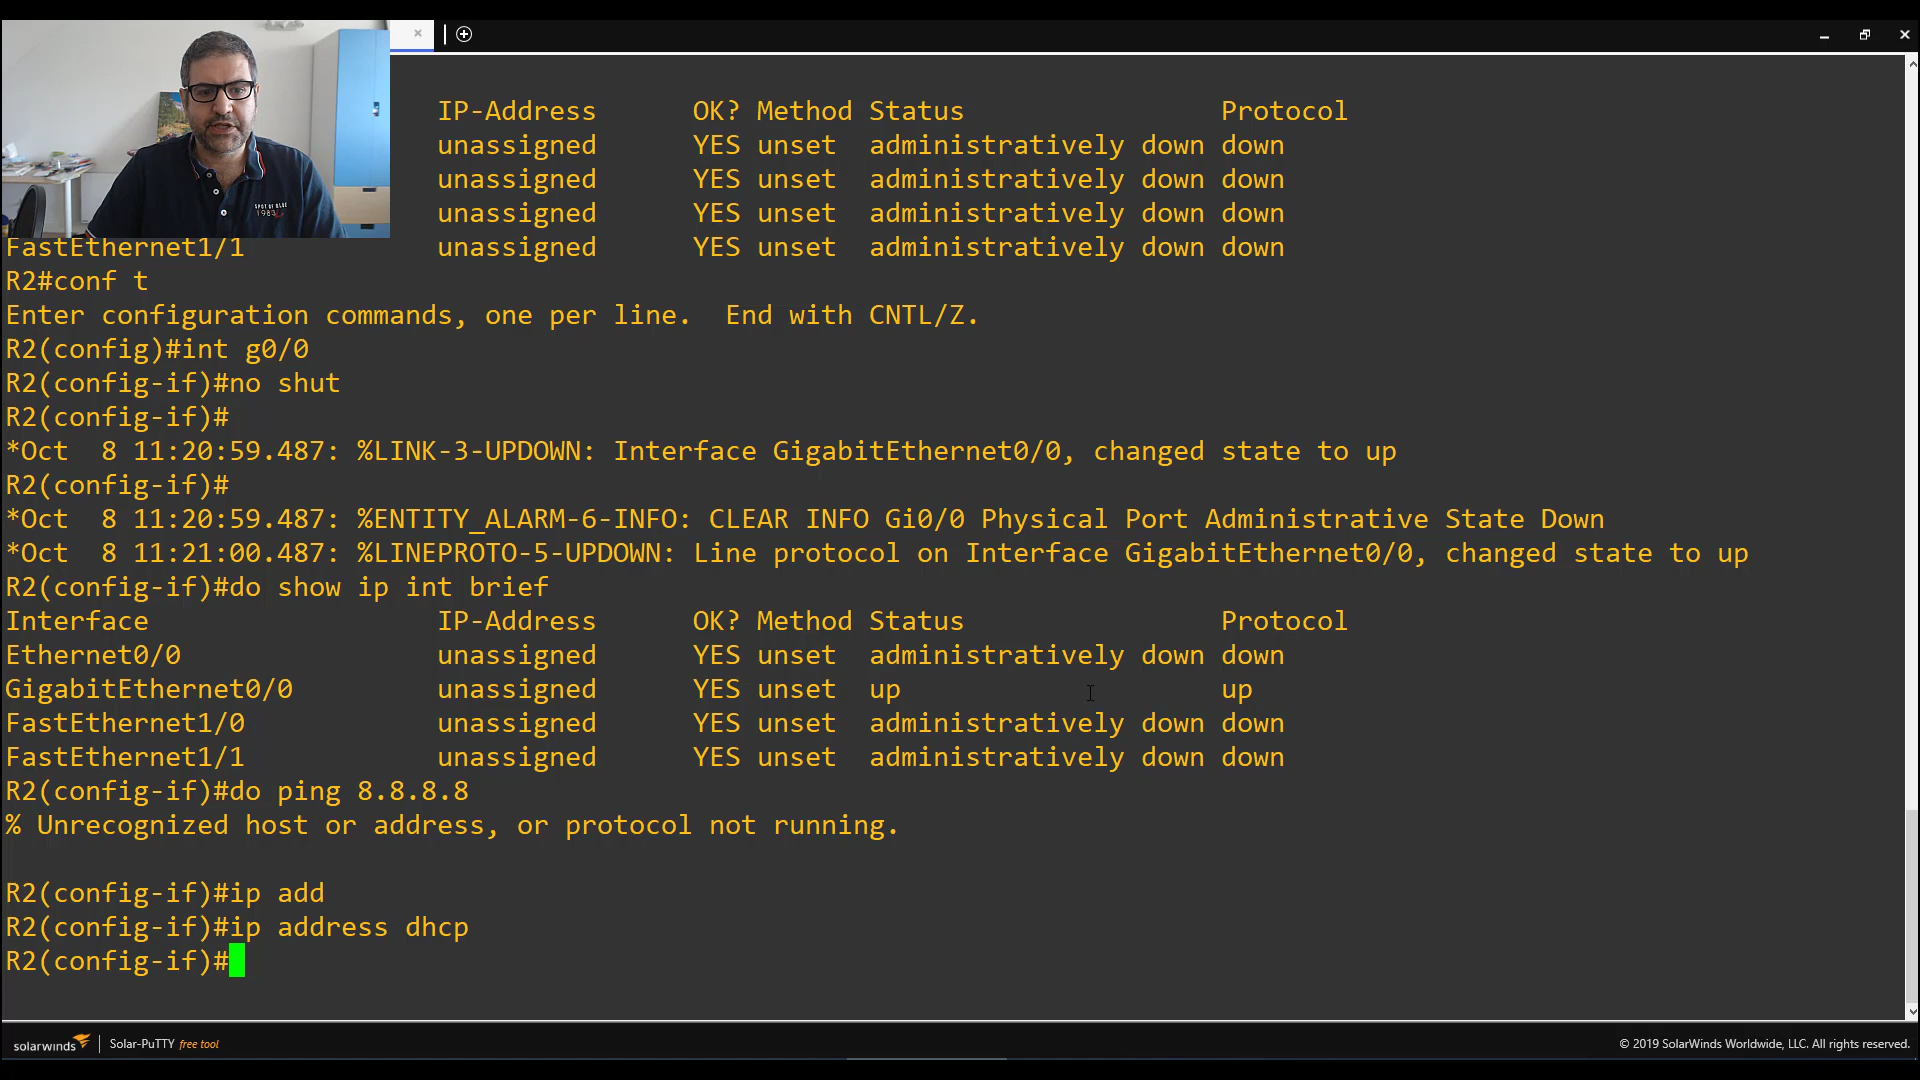 IP-Address OK? Method Status Protocol
unassigned YES unset administratively down down
unassigned YES unset administratively down down
unassigned YES unset administratively down down
FastEthernet1/1 unassigned YES unset administratively down down
R2#conf t
Enter configuration commands, one per line. End with CNTL/Z.
R2(config)#int g0/0
R2(config-if)#no shut
R2(config-if)#
*Oct 8 11:20:59.487: %LINK-3-UPDOWN: Interface GigabitEthernet0/0, changed state to up
R2(config-if)#
*Oct 8 11:20:59.487: %ENTITY_ALARM-6-INFO: CLEAR INFO Gi0/0 Physical Port Administrative State Down
*Oct 8 11:21:00.487: %LINEPROTO-5-UPDOWN: Line protocol on Interface GigabitEthernet0/0, changed state to up
R2(config-if)#do show ip int brief
Interface IP-Address OK? Method Status Protocol
Ethernet0/0 unassigned YES unset administratively down down
GigabitEthernet0/0 unassigned YES unset up up
FastEthernet1/0 unassigned YES unset administratively down down
FastEthernet1/1 unassigned YES unset administratively down down
R2(config-if)#do ping 8.8.8.8
% Unrecognized host or address, or protocol not running.
R2(config-if)#ip add
R2(config-if)#ip address dhcp
R2(config-if)#
SPOT OF BLUE
1983
solarwinds | Solar-PuTTY free tool
© 2019 SolarWinds Worldwide, LLC. All rights reserved.